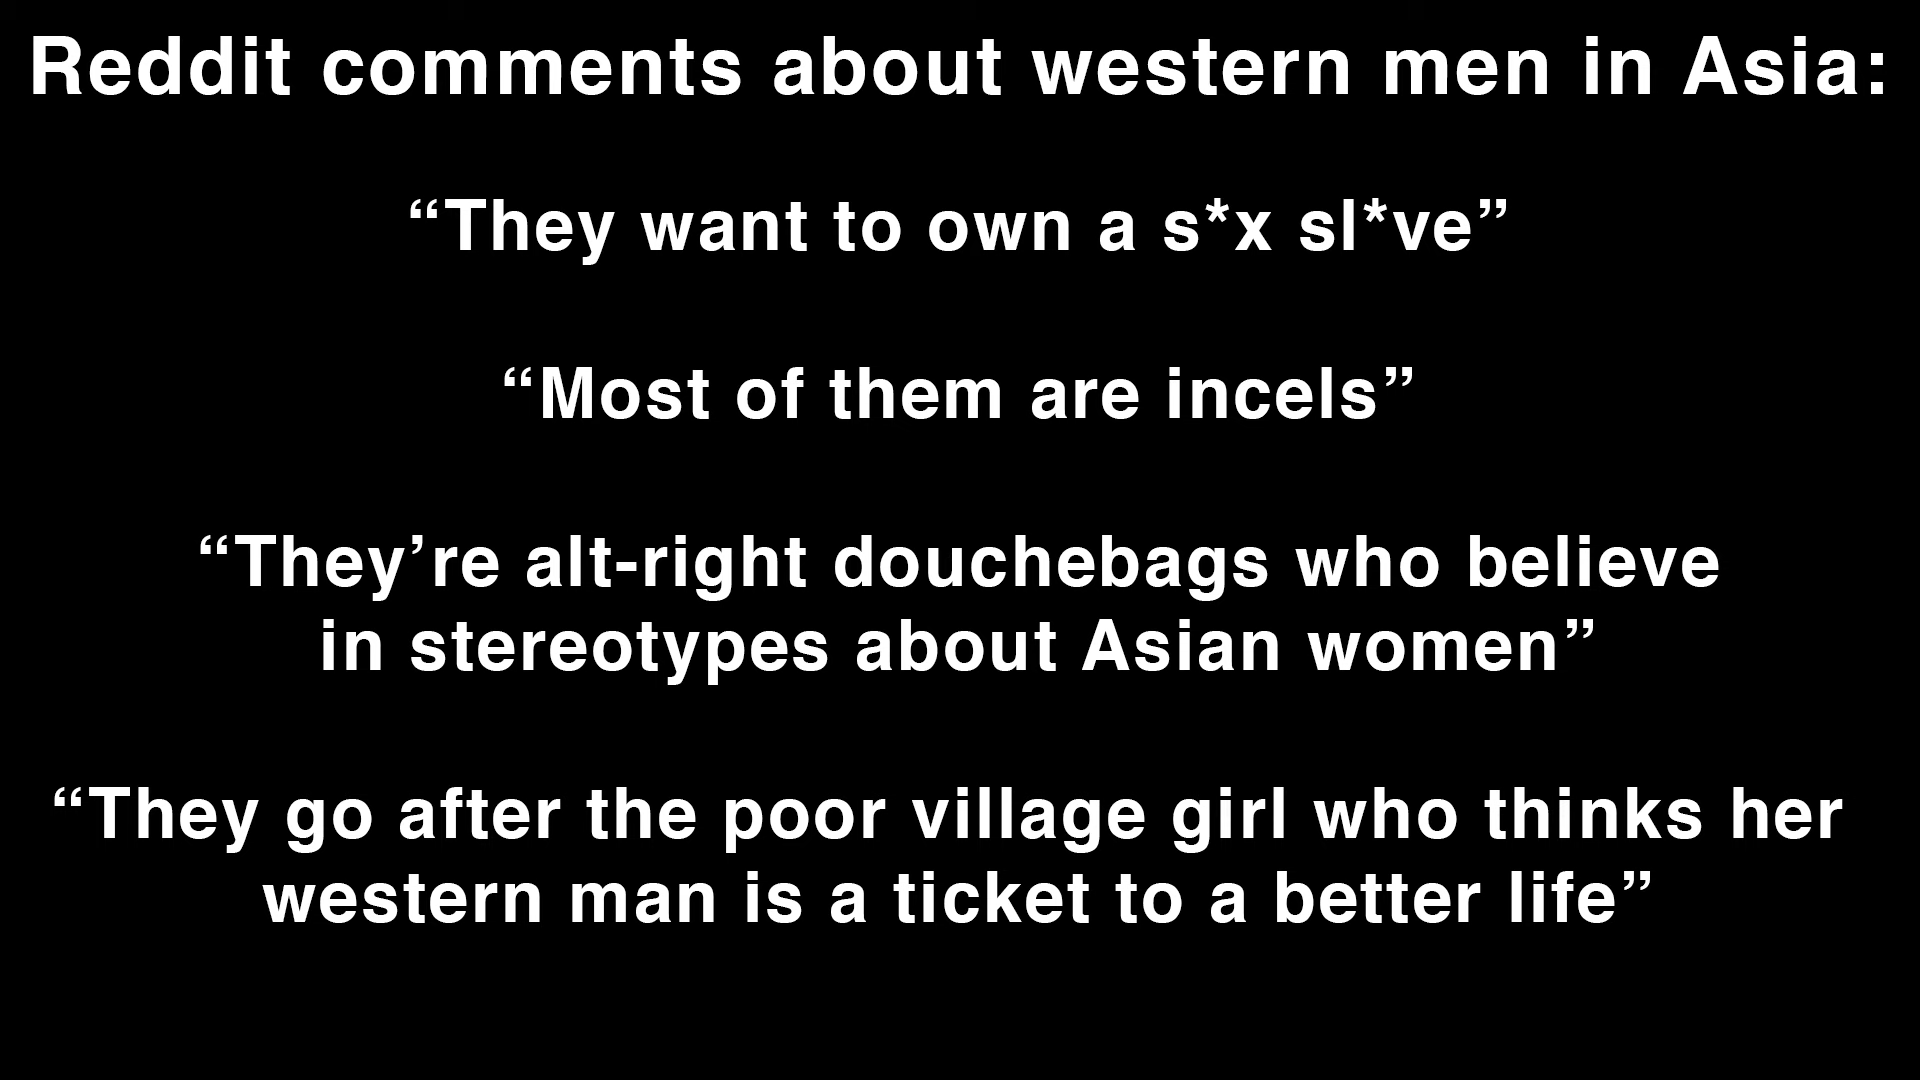 Reddit comments about western men in Asia:
“They want to own a s*x sl*ve”
“Most of them are incels”
“They’re alt-right douchebags who believe
in stereotypes about Asian women”
“They go after the poor village girl who thinks her
western man is a ticket to a better life”